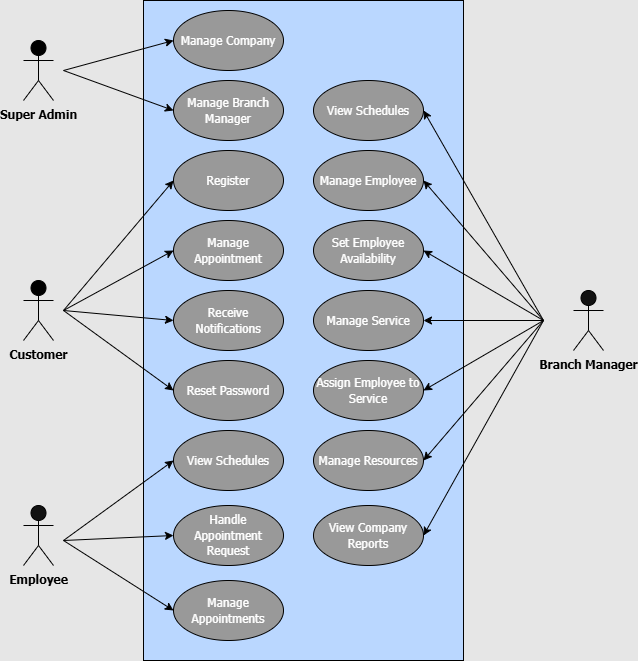 Manage Company
Super Admin
Manage Branch
Manager
View Schedules
Register
Manage Employee
Manage
Appointment
Set Employee
Availability
Customer
Receive
Notifications
Manage Service
Branch Manager
Reset Password
Assign Employee to
Service
View Schedules
Manage Resources
Employee
Handle
Appointment
Request
View Company
Reports
Manage
Appointments